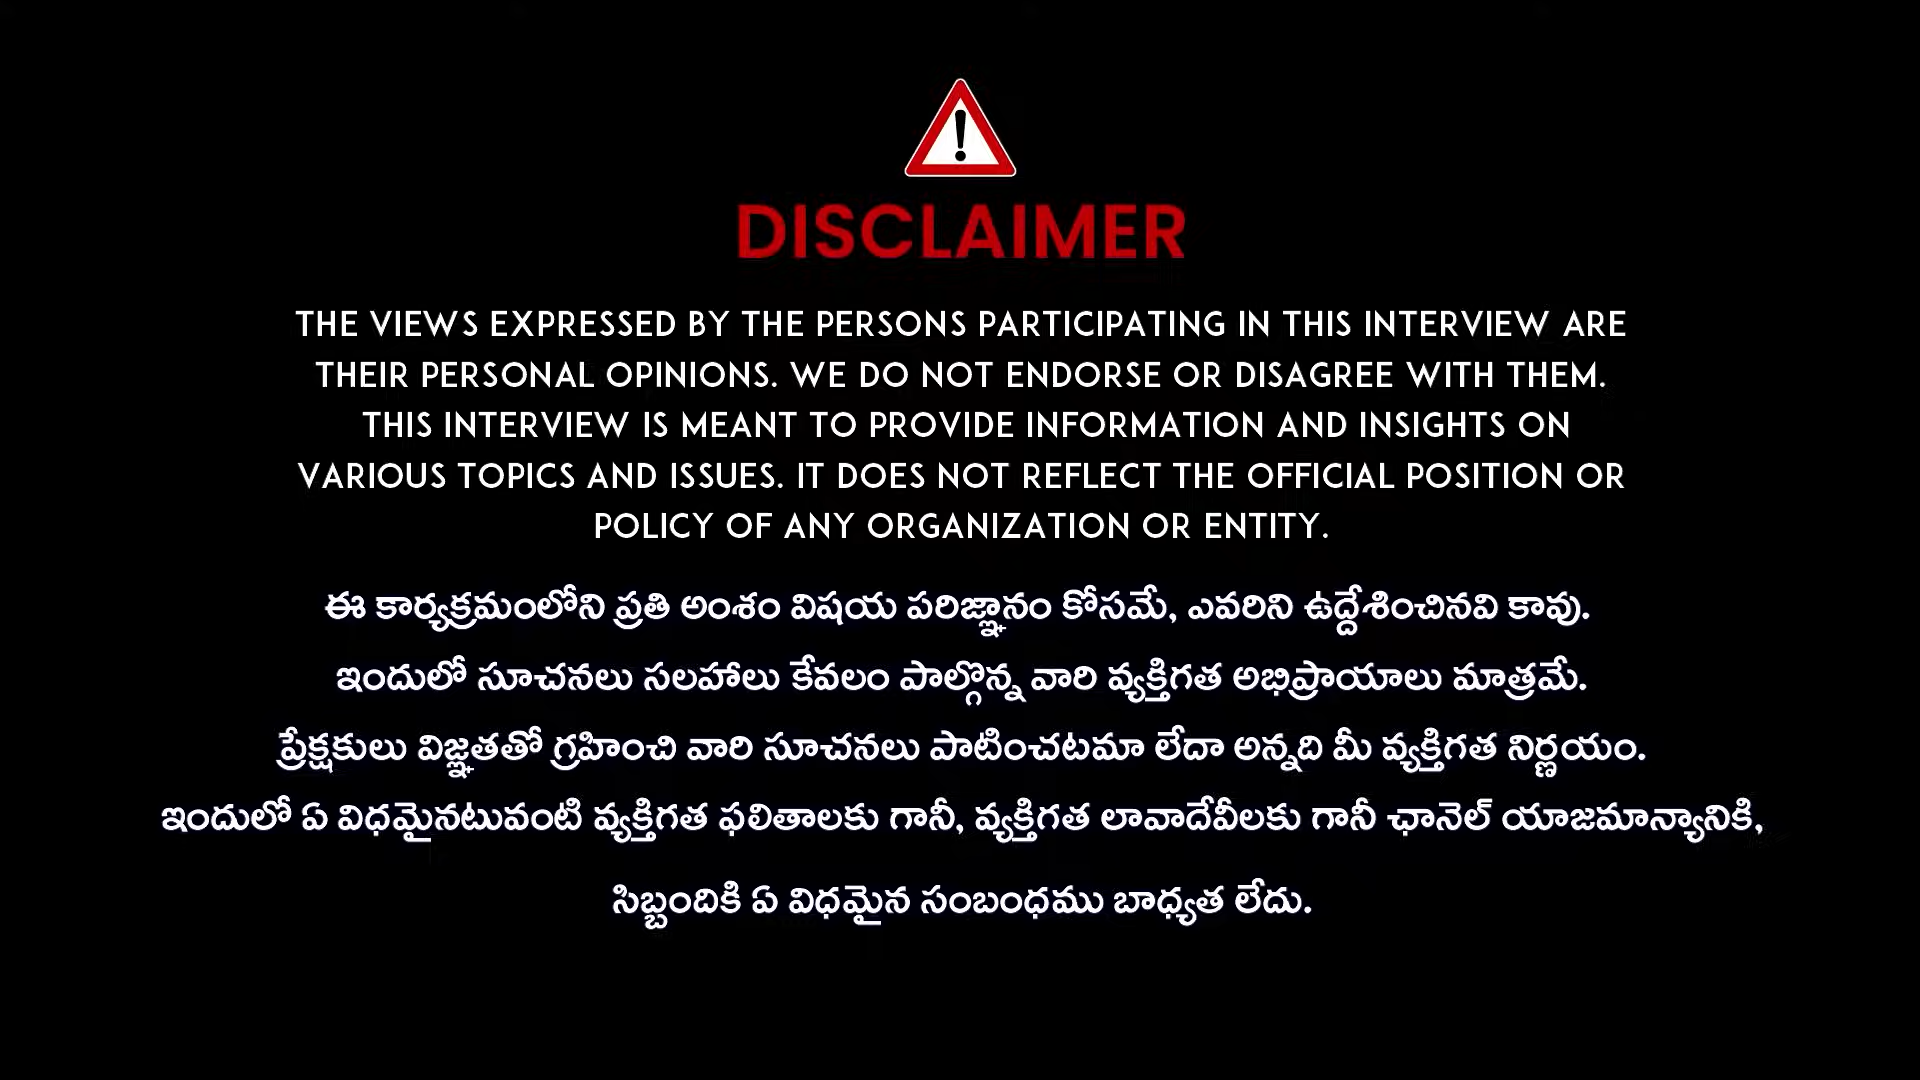 DISCLAIMER
THE VIEWS EXPRESSED BY THE PERSONS PARTICIPATING IN THIS INTERVIEW ARE
THEIR PERSONAL OPINIONS. WE DO NOT ENDORSE OR DISAGREE WITH THEM.
THIS INTERVIEW IS MEANT TO PROVIDE INFORMATION AND INSIGHTS ON
VARIOUS TOPICS AND ISSUES. IT DOES NOT REFLECT THE OFFICIAL POSITION OR
POLICY OF ANY ORGANIZATION OR ENTITY.
ఈ కార్యక్రమంలోని ప్రతి అంశం విషయ పరిజ్ఞానం కోసమే, ఎవరిని ఉద్దేశించినవి కావు.
ఇందులో సూచనలు సలహాలు కేవలం పాల్గొన్న వారి వ్యక్తిగత అభిప్రాయాలు మాత్రమే.
ప్రేక్షకులు విజ్ఞతతో గ్రహించి వారి సూచనలు పాటించటమా లేదా అన్నది మీ వ్యక్తిగత నిర్ణయం.
ఇందులో ఏ విధమైనటువంటి వ్యక్తిగత ఫలితాలకు గానీ, వ్యక్తిగత లావాదేవీలకు గానీ ఛానెల్ యాజమాన్యానికి,
సిబ్బందికి ఏ విధమైన సంబంధము బాధ్యత లేదు.